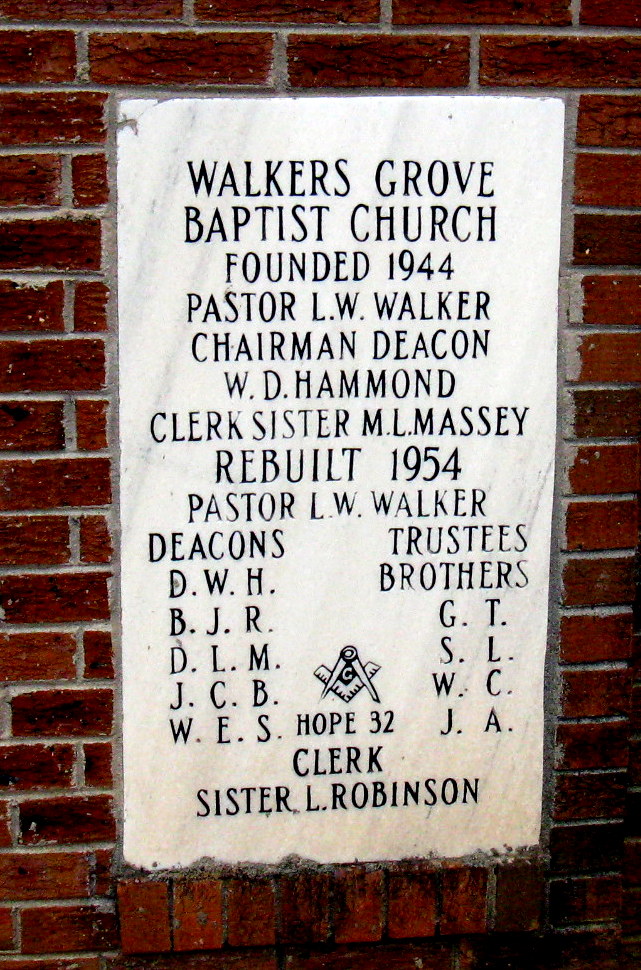 WALKERS GROVE
BAPTIST CHURCH
FOUNDED 1944
PASTOR L.W. WALKER
CHAIRMAN DEACON
W.D. HAMMOND
CLERK SISTER M.L. MASSEY
REBUILT 1954
PASTOR L.W. WALKER
DEACONS
D. W. H.
B. J. R.
D. L. M.
J. C. B.
W. E. S.
TRUSTEES
BROTHERS
G. T.
S. L.
W. C.
J. A.
G
HOPE 32
CLERK
SISTER L. ROBINSON